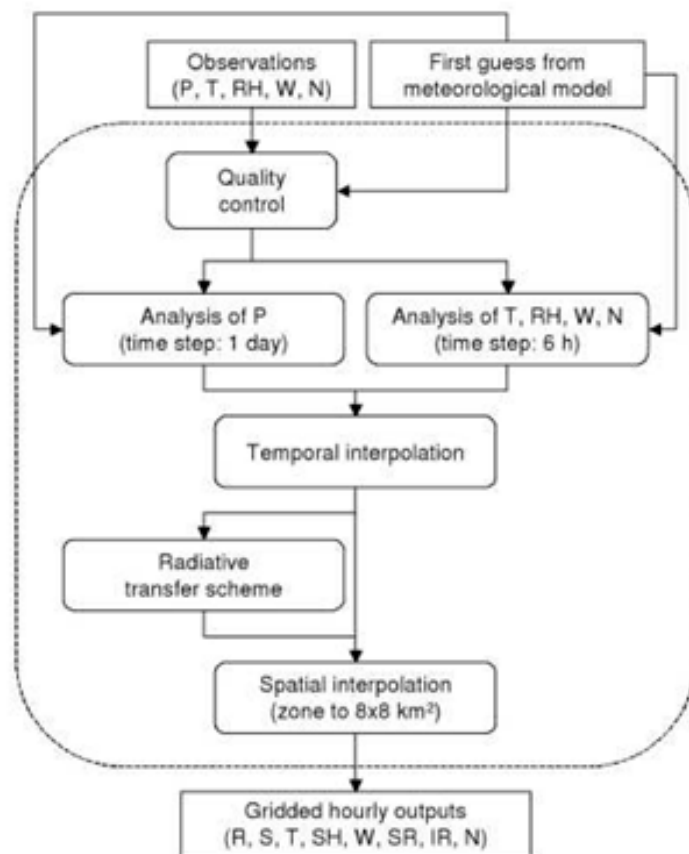 Observations
(P, T, RH, W, N)
First guess from
meteorological model
Quality
control
Analysis of P
(time step: 1 day)
Analysis of T, RH, W, N
(time step: 6 h)
Temporal interpolation
Radiative
transfer scheme
Spatial interpolation
(zone to 8x8 km²)
Gridded hourly outputs
(R, S, T, SH, W, SR, IR, N)